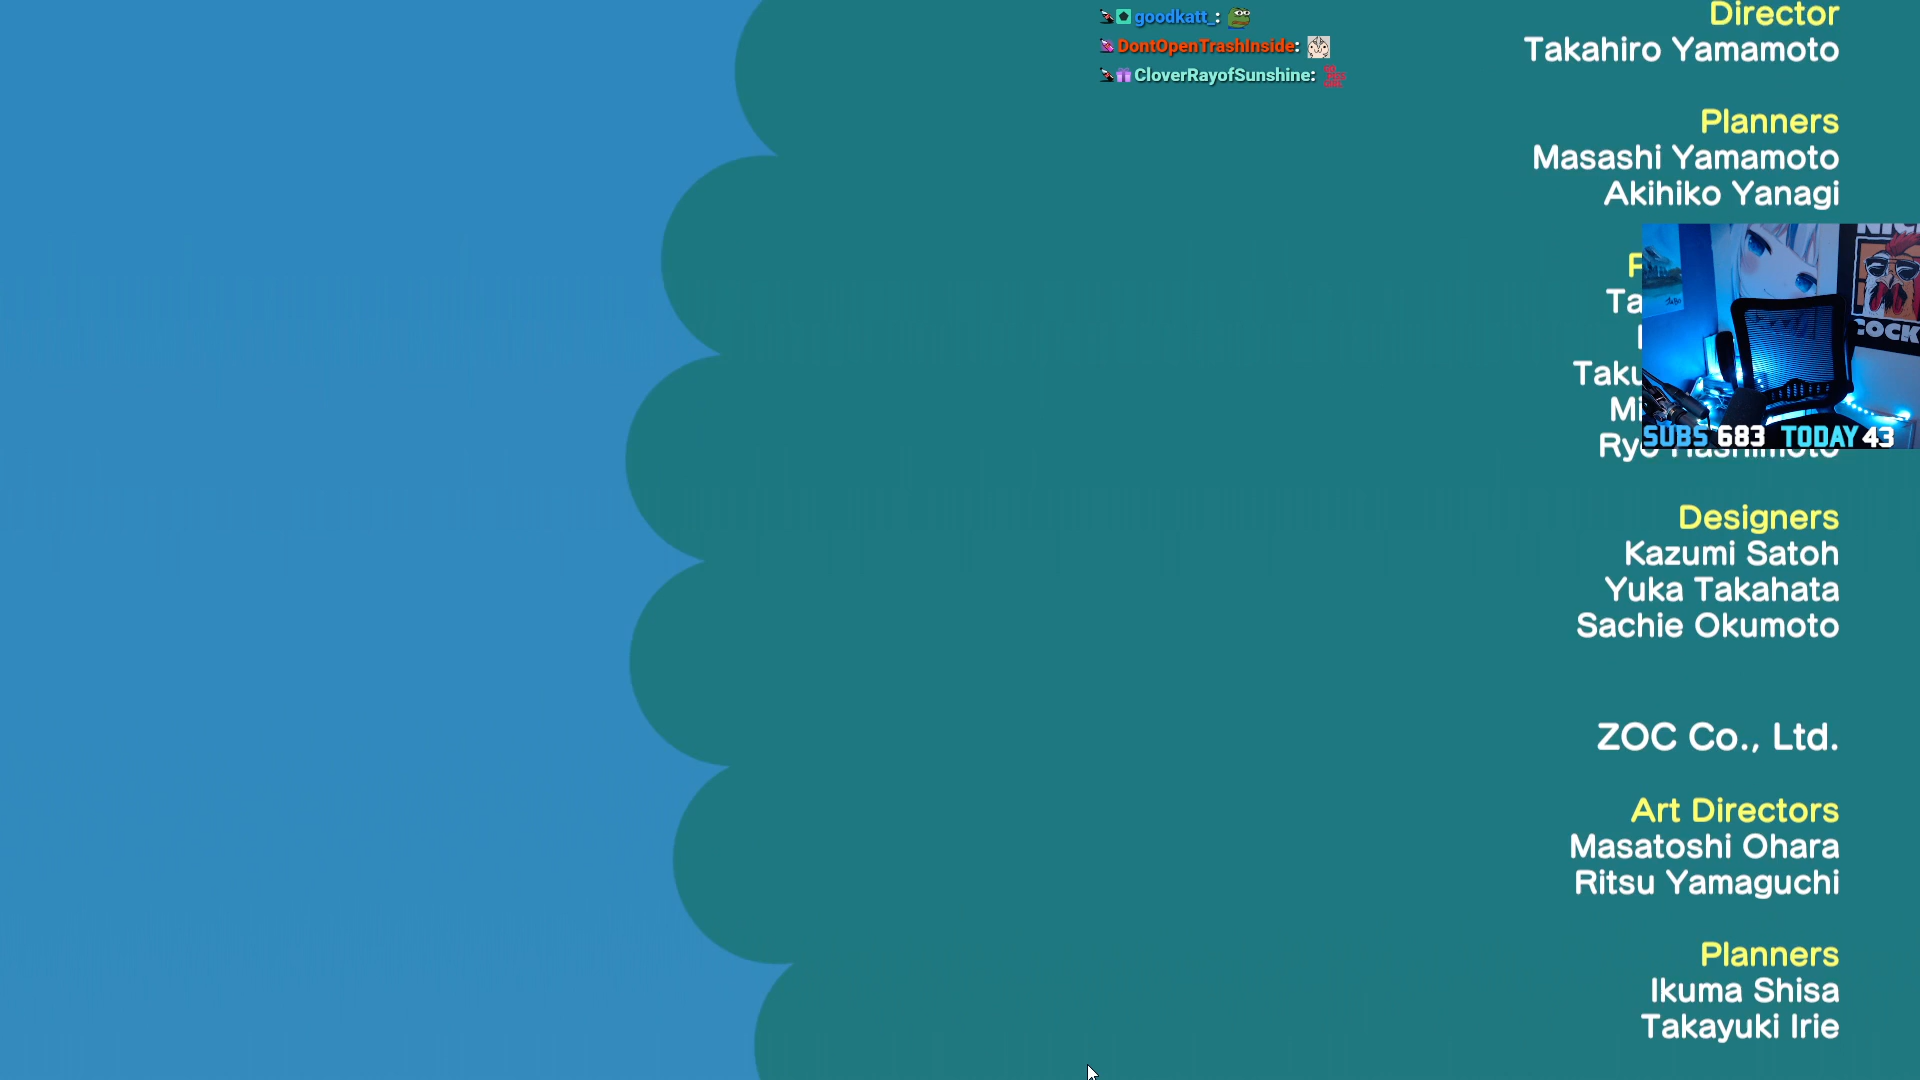 goodkatt_:
DontOpenTrashInside:
CloverRayofSunshine:
Director
Takahiro Yamamoto
Planners
Masashi Yamamoto
Akihiko Yanagi
COCK
SUBS 683 TODAY 43
Designers
Kazumi Satoh
Yuka Takahata
Sachie Okumoto
ZOC Co., Ltd.
Art Directors
Masatoshi Ohara
Ritsu Yamaguchi
Planners
Ikuma Shisa
Takayuki Irie